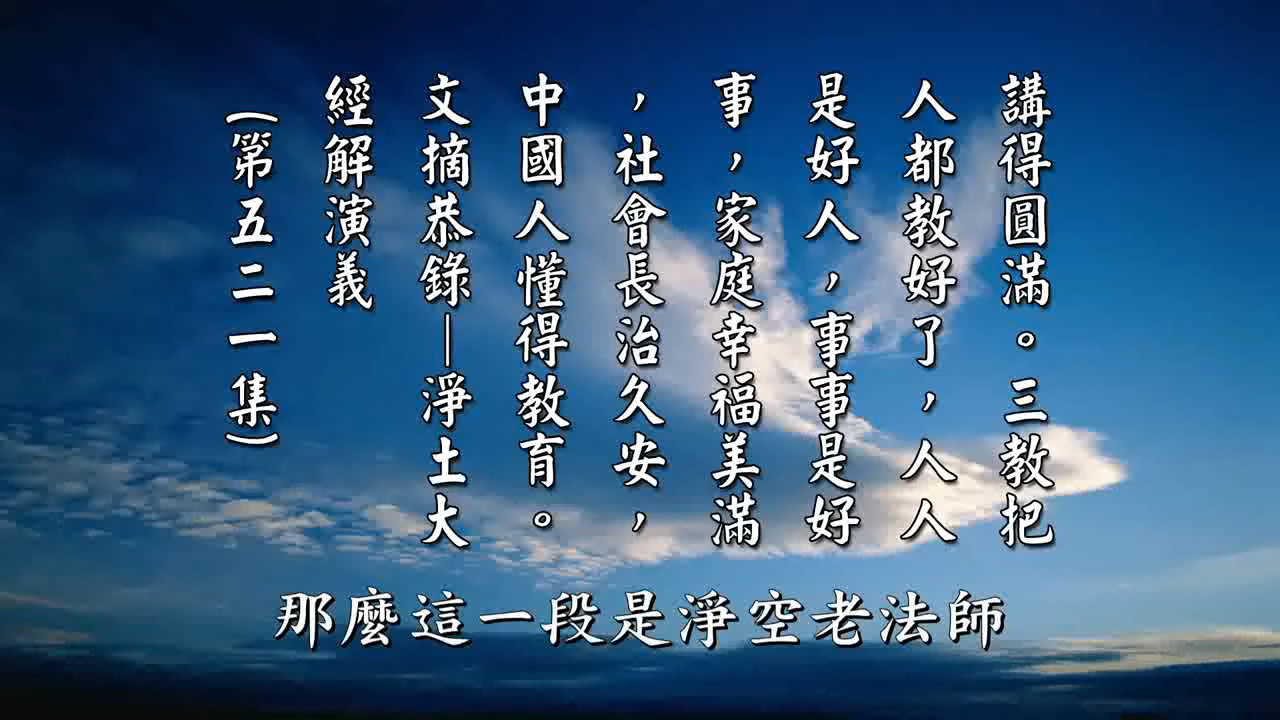 講得圓滿。三教把
人都教好了，人人
是好人，事事是好
事，家庭幸福美滿
，社會長治久安，
中國人懂得教育。
文摘恭錄—淨土大
經解演義
(第五二一集)
那麼這一段是淨空老法師